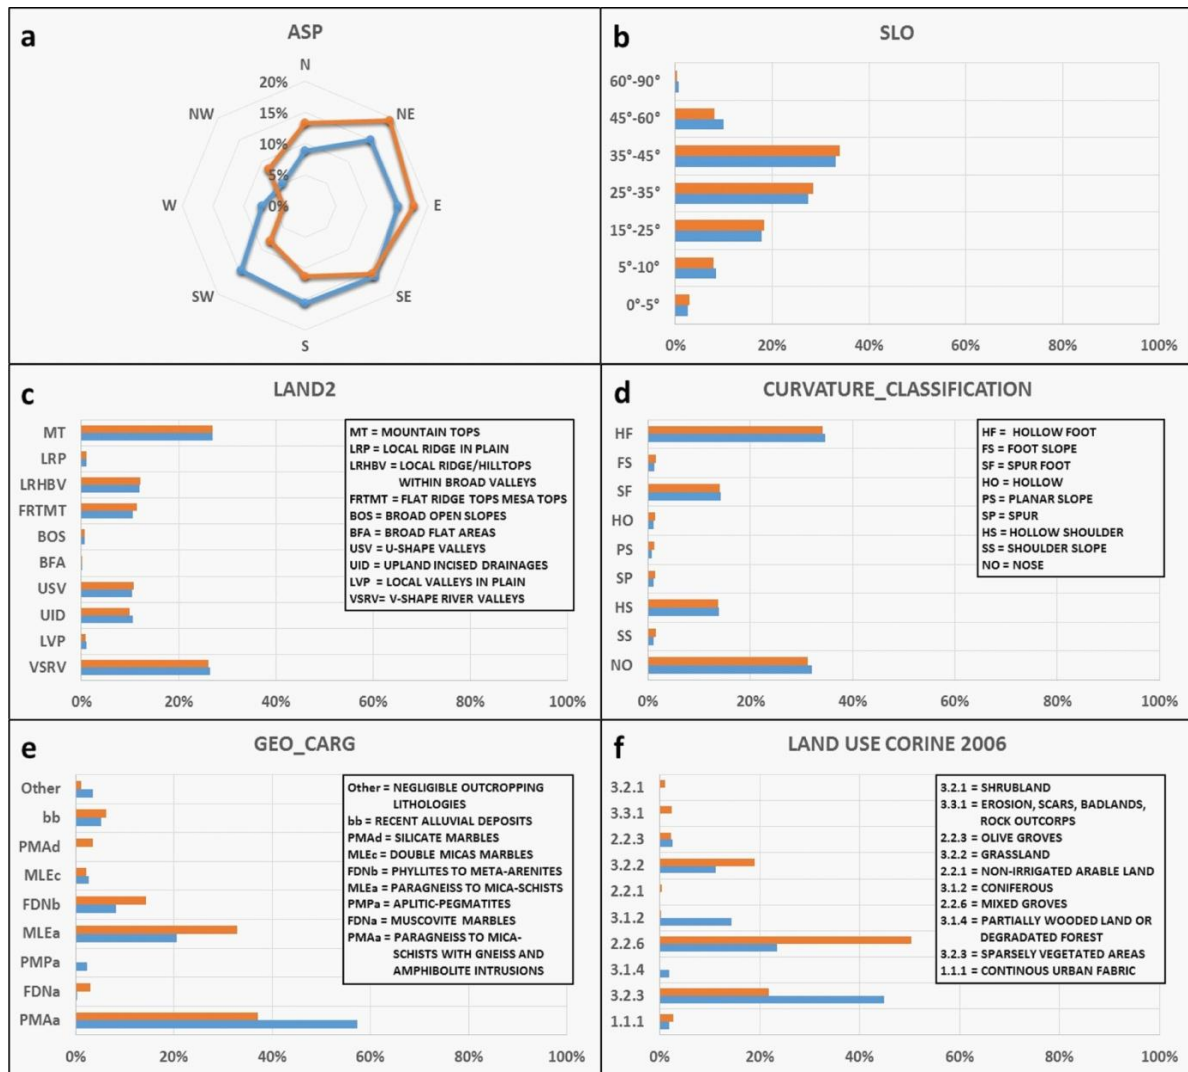 a
ASP
N
20%
NW
NE
15%
10%
5%
W
0%
E
SW
SE
S
b
SLO
60°-90°
45°-60°
35°-45°
25°-35°
15°-25°
5°-10°
0°-5°
0% 20% 40% 60% 80% 100%
c
LAND2
MT
LRP
LRHBV
FRTMT
BOS
BFA
USV
UID
LVP
VSRV
0% 20% 40% 60% 80% 100%
MT = MOUNTAIN TOPS
LRP = LOCAL RIDGE IN PLAIN
LRHBV = LOCAL RIDGE/HILLTOPS
WITHIN BROAD VALLEYS
FRTMT = FLAT RIDGE TOPS MESA TOPS
BOS = BROAD OPEN SLOPES
BFA = BROAD FLAT AREAS
USV = U-SHAPE VALLEYS
UID = UPLAND INCISED DRAINAGES
LVP = LOCAL VALLEYS IN PLAIN
VSRV= V-SHAPE RIVER VALLEYS
d
CURVATURE_CLASSIFICATION
HF
FS
SF
HO
PS
SP
HS
SS
NO
0% 20% 40% 60% 80% 100%
HF = HOLLOW FOOT
FS = FOOT SLOPE
SF = SPUR FOOT
HO = HOLLOW
PS = PLANAR SLOPE
SP = SPUR
HS = HOLLOW SHOULDER
SS = SHOULDER SLOPE
NO = NOSE
e
GEO_CARG
Other
bb
PMAd
MLEc
FDNb
MLEa
PMPa
FDNa
PMAa
0% 20% 40% 60% 80% 100%
Other = NEGLIGIBLE OUTCROPPING
LITHOLOGIES
bb = RECENT ALLUVIAL DEPOSITS
PMAd = SILICATE MARBLES
MLEc = DOUBLE MICAS MARBLES
FDNb = PHYLLITES TO META-ARENITES
MLEa = PARAGNEISS TO MICA-SCHISTS
PMPa = APLITIC-PEGMATITES
FDNa = MUSCOVITE MARBLES
PMAa = PARAGNEISS TO MICA-
SCHISTS WITH GNEISS AND
AMPHIBOLITE INTRUSIONS
f
LAND USE CORINE 2006
3.2.1
3.3.1
2.2.3
3.2.2
2.2.1
3.1.2
2.2.6
3.1.4
3.2.3
1.1.1
0% 20% 40% 60% 80% 100%
3.2.1 = SHRUBLAND
3.3.1 = EROSION, SCARS, BADLANDS,
ROCK OUTCORPS
2.2.3 = OLIVE GROVES
3.2.2 = GRASSLAND
2.2.1 = NON-IRRIGATED ARABLE LAND
3.1.2 = CONIFEROUS
2.2.6 = MIXED GROVES
3.1.4 = PARTIALLY WOODED LAND OR
DEGRADATED FOREST
3.2.3 = SPARSELY VEGETATED AREAS
1.1.1 = CONTINOUS URBAN FABRIC